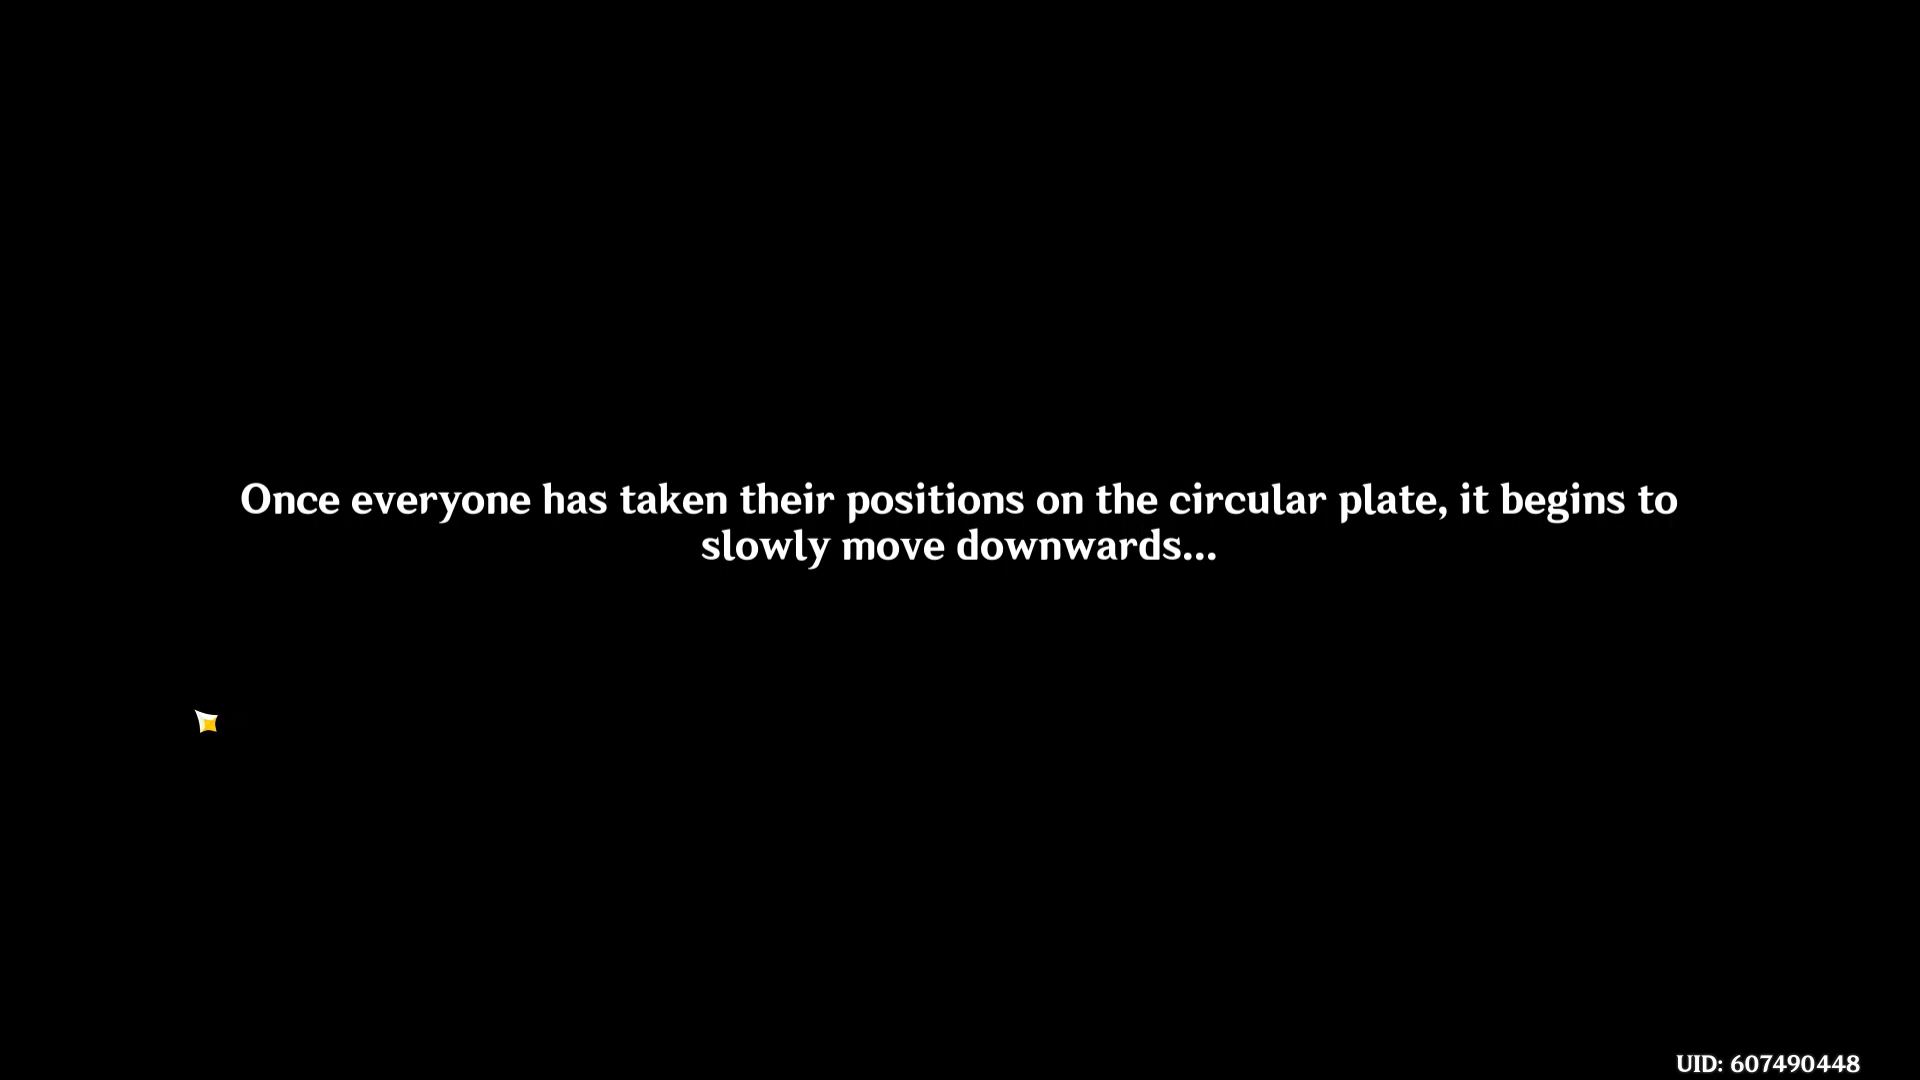 Once everyone has taken their positions on the circular plate, it begins to
slowly move downwards...
UID: 607490448